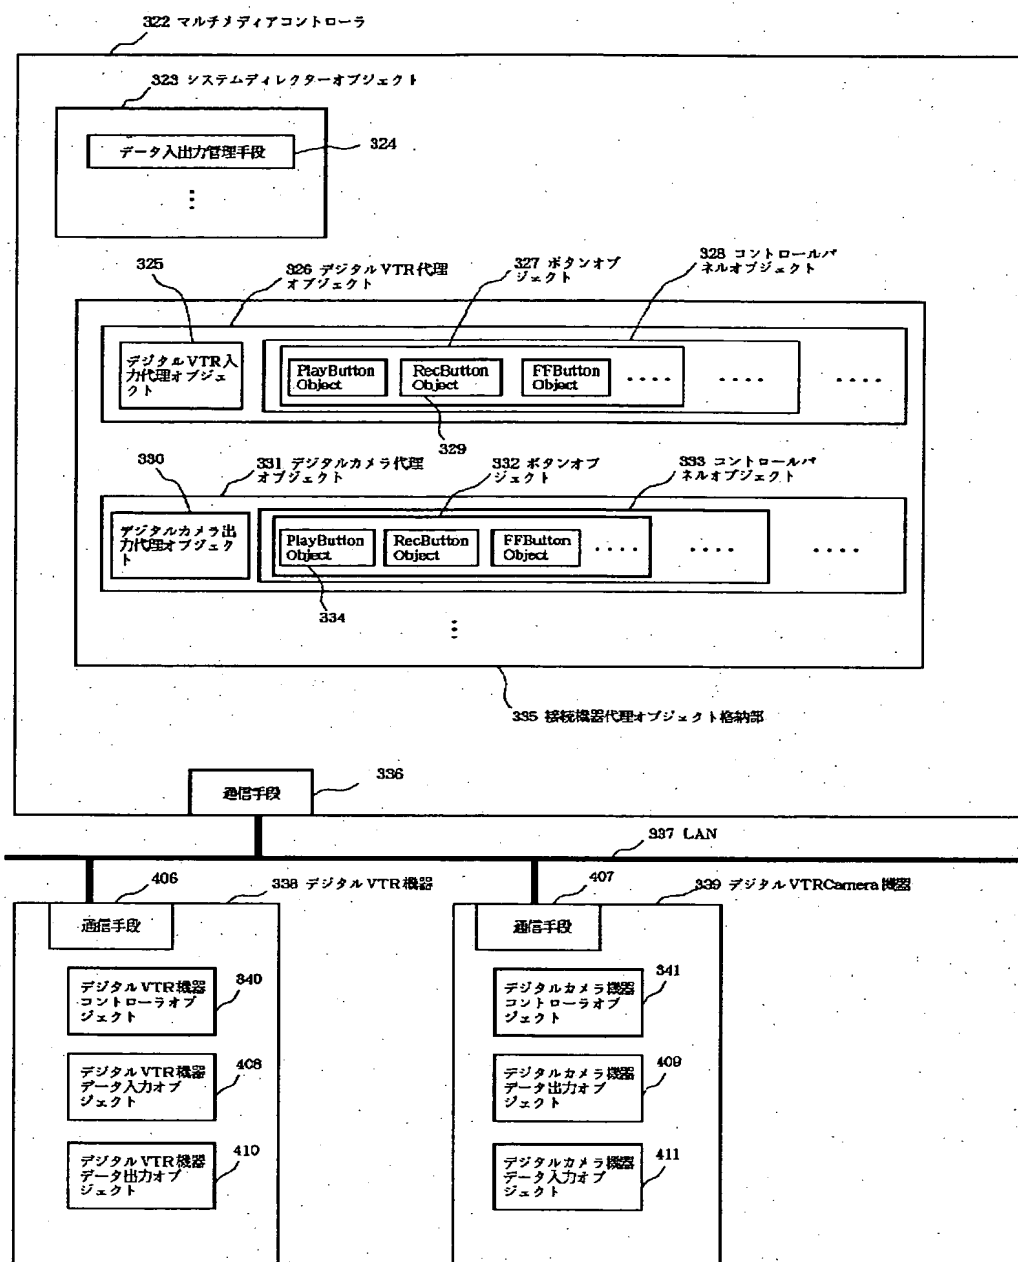 322 マルチメディアコントローラ
323 システムディレクターオブジェクト
データ入出力管理手段
324
⋮
325
326 デジタルVTR代理
オブジェクト
327 ボタンオブ
ジェクト
328 コントロールパ
ネルオブジェクト
デジタルVTR入
力代理オブジェ
クト
PlayButton
Object
RecButton
Object
FFButton
Object
････
････
････
329
330
331 デジタルカメラ代理
オブジェクト
332 ボタンオブ
ジェクト
333 コントロールパ
ネルオブジェクト
デジタルカメラ出
力代理オブジェク
ト
PlayButton
Object
RecButton
Object
FFButton
Object
････
････
････
334
⋮
335 接続機器代理オブジェクト格納部
通信手段
336
337 LAN
406
338 デジタルVTR機器
407
339 デジタルVTRCamera機器
通信手段
通信手段
デジタルVTR機器
コントローラオブ
ジェクト
340
デジタルカメラ機器
コントローラオブ
ジェクト
341
デジタルVTR機器
データ入力オブ
ジェクト
408
デジタルカメラ機器
データ出力オブ
ジェクト
409
デジタルVTR機器
データ出力オブ
ジェクト
410
デジタルカメラ機器
データ入力オブ
ジェクト
411